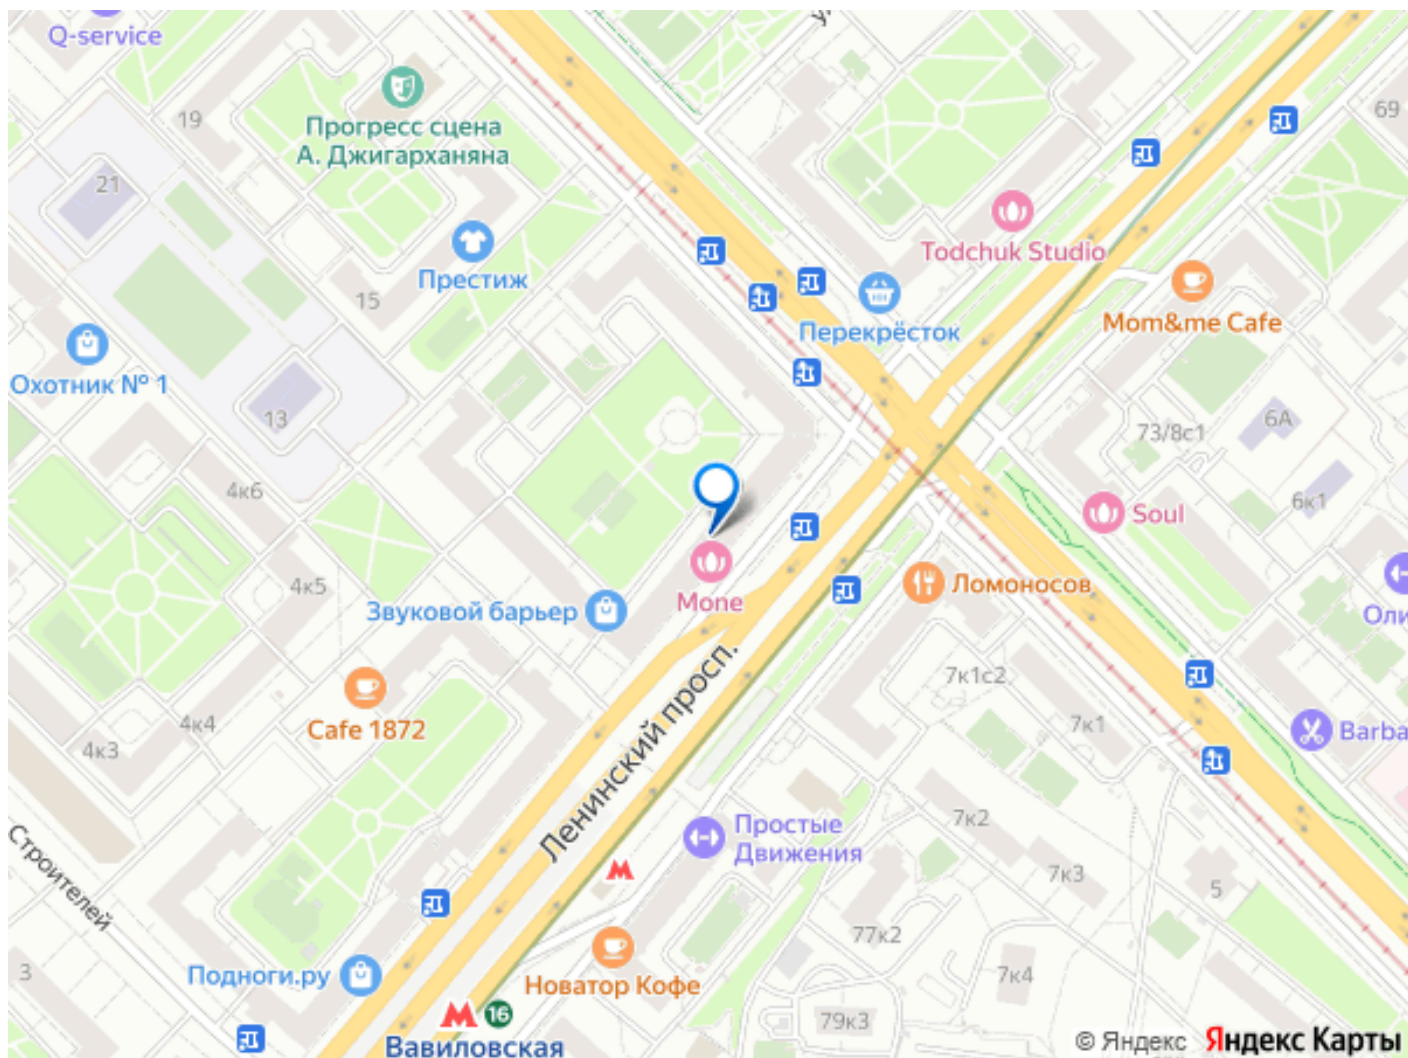 Q-service
19
Прогресс сцена
А. Джигарханяна
69
21
Todchuk Studio
Престиж
15
Перекрёсток
Mom&me Cafe
Охотник № 1
13
73/8с1
6А
4к6
6к1
Soul
4к5
Mone
Звуковой барьер
Ломоносов
Оли
7к1с2
4к4
Cafe 1872
4к3
7к1
Barba
Ленинский просп.
Строителей
Простые
Движения
7к2
7к3
5
77к2
3
Подноги.ру
Новатор Кофе
7к4
16
79к3
Вавиловская
© Яндекс Яндекс Карты